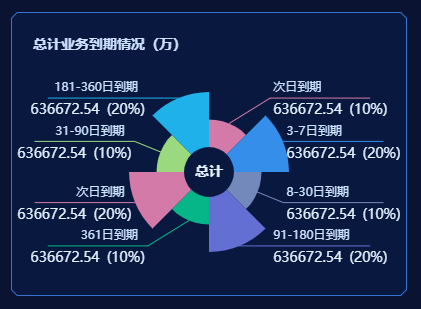 总计业务到期情况（万）
181-360日到期
636672.54  (20%)
次日到期
636672.54  (10%)
31-90日到期
636672.54  (10%)
3-7日到期
636672.54  (20%)
总计
次日到期
636672.54  (20%)
8-30日到期
636672.54  (10%)
361日到期
636672.54  (10%)
91-180日到期
636672.54  (20%)